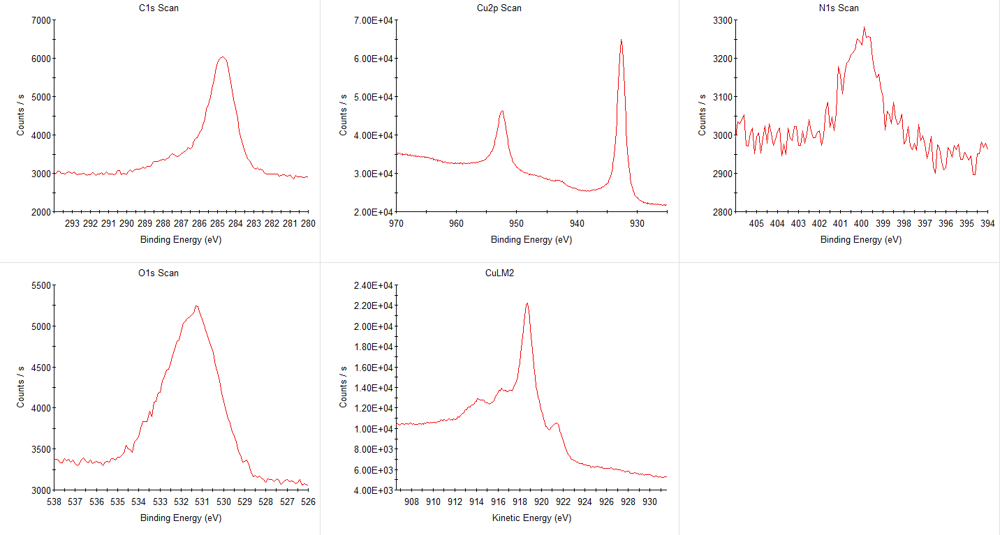 C1s Scan
7000
6000
5000
4000
3000
2000
Counts / s
293 292 291 290 289 288 287 286 285 284 283 282 281 280
Binding Energy (eV)
Cu2p Scan
7.00E+04
6.00E+04
5.00E+04
4.00E+04
3.00E+04
2.00E+04
Counts / s
970 960 950 940 930
Binding Energy (eV)
N1s Scan
3300
3200
3100
3000
2900
2800
Counts / s
405 404 403 402 401 400 399 398 397 396 395 394
Binding Energy (eV)
O1s Scan
5500
5000
4500
4000
3500
3000
Counts / s
538 537 536 535 534 533 532 531 530 529 528 527 526
Binding Energy (eV)
CuLM2
2.40E+04
2.20E+04
2.00E+04
1.80E+04
1.60E+04
1.40E+04
1.20E+04
1.00E+04
8.00E+03
6.00E+03
4.00E+03
Counts / s
908 910 912 914 916 918 920 922 924 926 928 930
Kinetic Energy (eV)